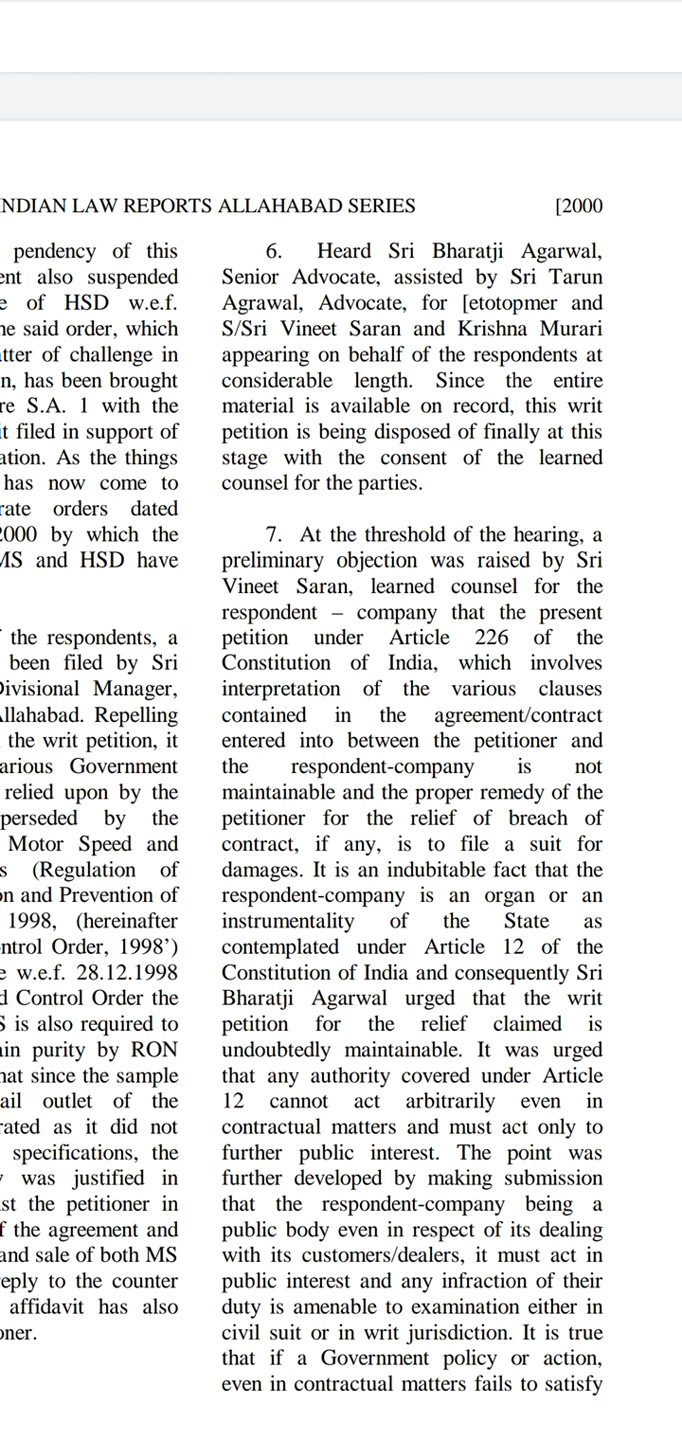 INDIAN LAW REPORTS ALLAHABAD SERIES [2000
pendency of this
ent also suspended
e of HSD w.e.f.
he said order, which
atter of challenge in
n, has been brought
re S.A. 1 with the
it filed in support of
ation. As the things
has now come to
rate orders dated
2000 by which the
MS and HSD have
the respondents, a
been filed by Sri
Divisional Manager,
Allahabad. Repelling
the writ petition, it
arious Government
relied upon by the
perseded by the
Motor Speed and
s (Regulation of
on and Prevention of
1998, (hereinafter
ntrol Order, 1998’)
e w.e.f. 28.12.1998
d Control Order the
S is also required to
ain purity by RON
hat since the sample
ail outlet of the
rated as it did not
specifications, the
y was justified in
st the petitioner in
f the agreement and
and sale of both MS
eply to the counter
affidavit has also
oner.
6. Heard Sri Bharatji Agarwal,
Senior Advocate, assisted by Sri Tarun
Agrawal, Advocate, for [etotopmer and
S/Sri Vineet Saran and Krishna Murari
appearing on behalf of the respondents at
considerable length. Since the entire
material is available on record, this writ
petition is being disposed of finally at this
stage with the consent of the learned
counsel for the parties.
7. At the threshold of the hearing, a
preliminary objection was raised by Sri
Vineet Saran, learned counsel for the
respondent – company that the present
petition under Article 226 of the
Constitution of India, which involves
interpretation of the various clauses
contained in the agreement/contract
entered into between the petitioner and
the respondent-company is not
maintainable and the proper remedy of the
petitioner for the relief of breach of
contract, if any, is to file a suit for
damages. It is an indubitable fact that the
respondent-company is an organ or an
instrumentality of the State as
contemplated under Article 12 of the
Constitution of India and consequently Sri
Bharatji Agarwal urged that the writ
petition for the relief claimed is
undoubtedly maintainable. It was urged
that any authority covered under Article
12 cannot act arbitrarily even in
contractual matters and must act only to
further public interest. The point was
further developed by making submission
that the respondent-company being a
public body even in respect of its dealing
with its customers/dealers, it must act in
public interest and any infraction of their
duty is amenable to examination either in
civil suit or in writ jurisdiction. It is true
that if a Government policy or action,
even in contractual matters fails to satisfy